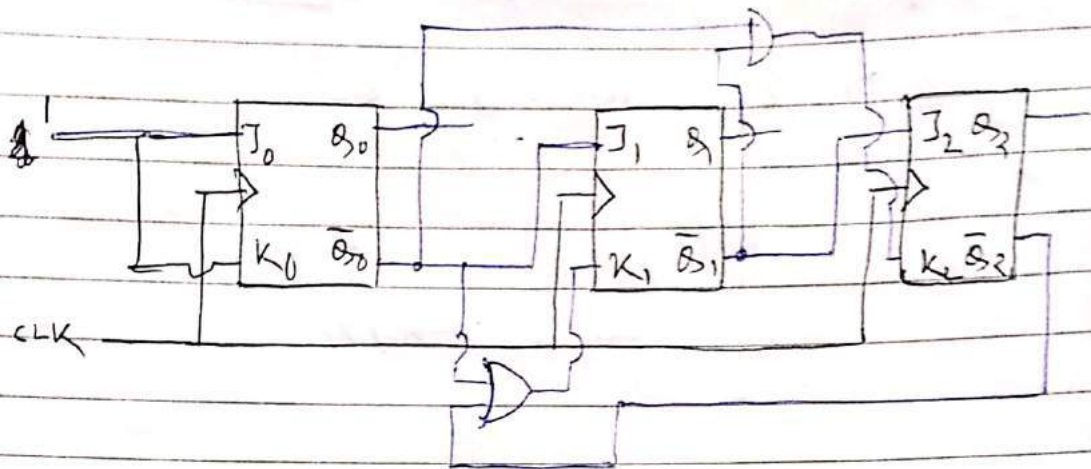 1
J₀ Q₀
K₀ Q̅₀
J₁ Q₁
K₁ Q̅₁
J₂ Q₂
K₂ Q̅₂
CLK